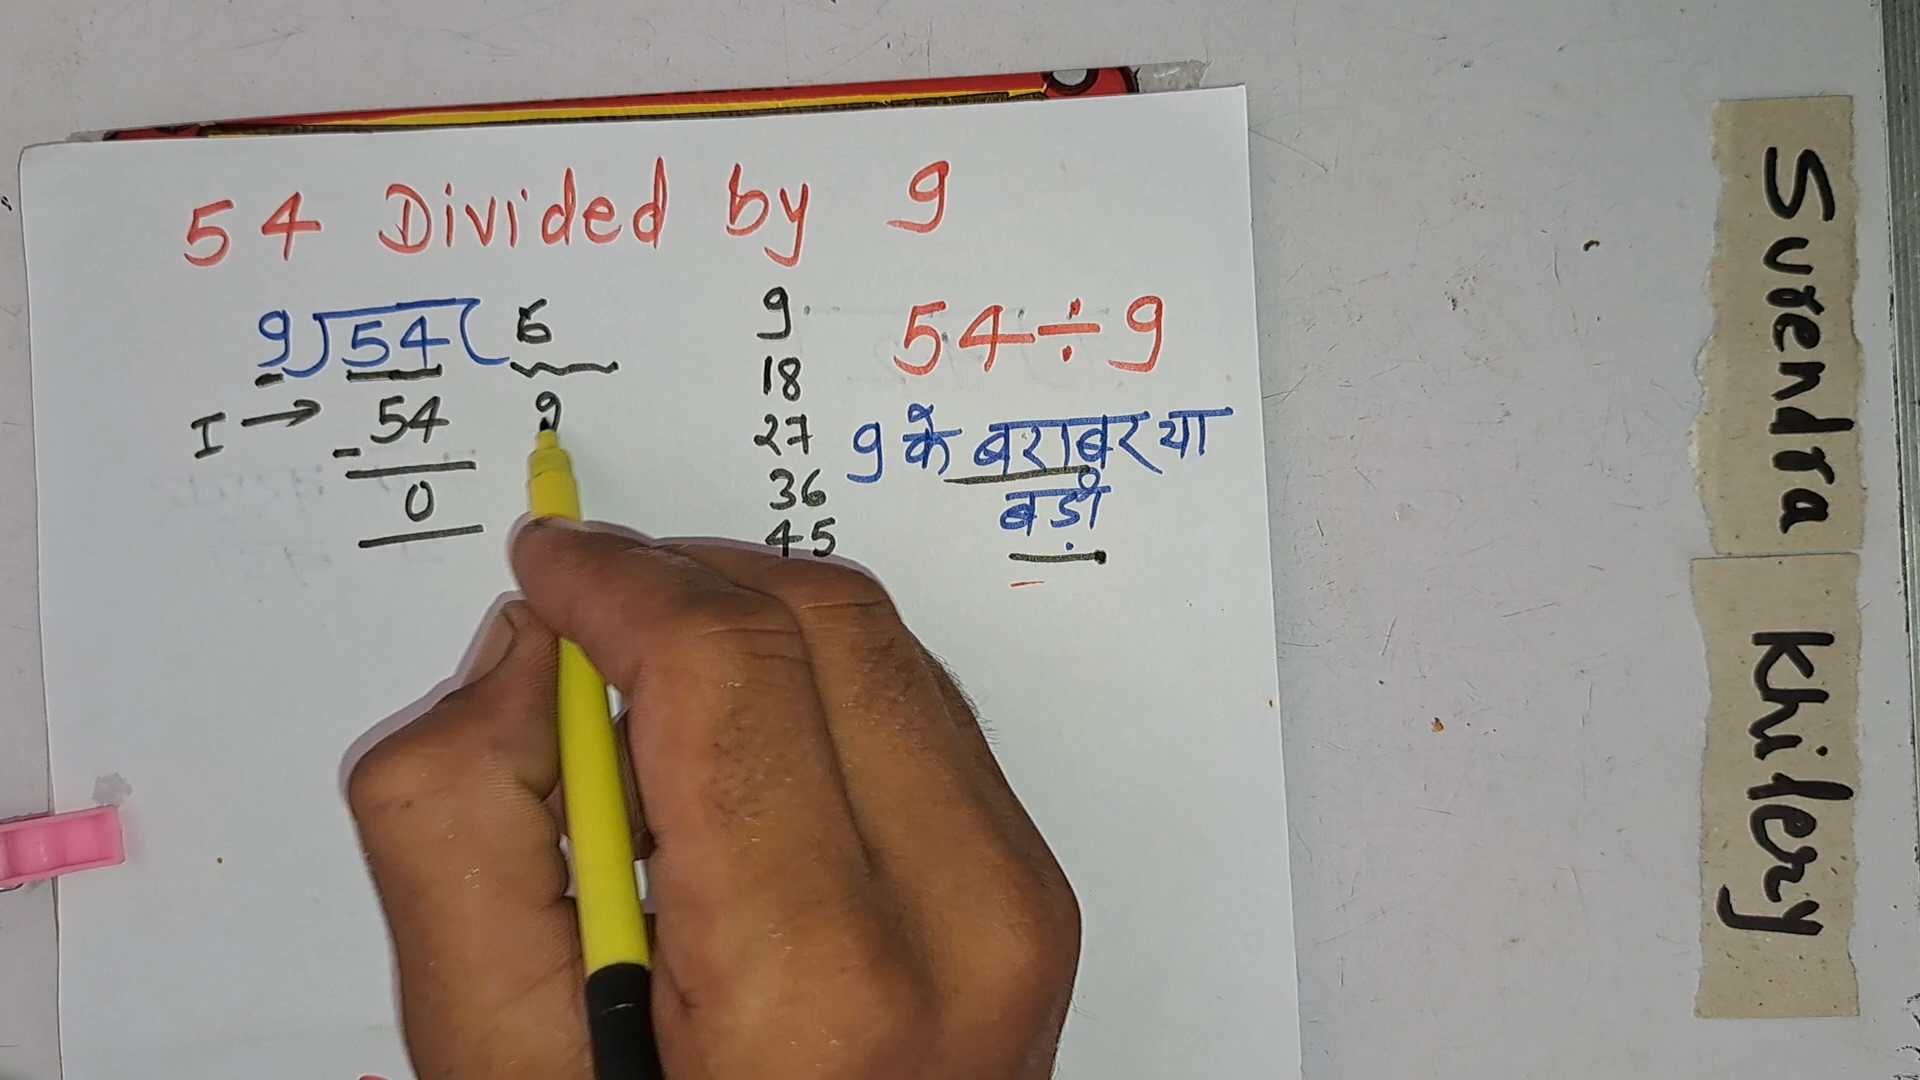 54 Divided by 9
9)54(6
I → 54
- 
0
9
9
18
27
36
45
54÷9
9 के बराबर या
बड़ी
Surendra
Khilery